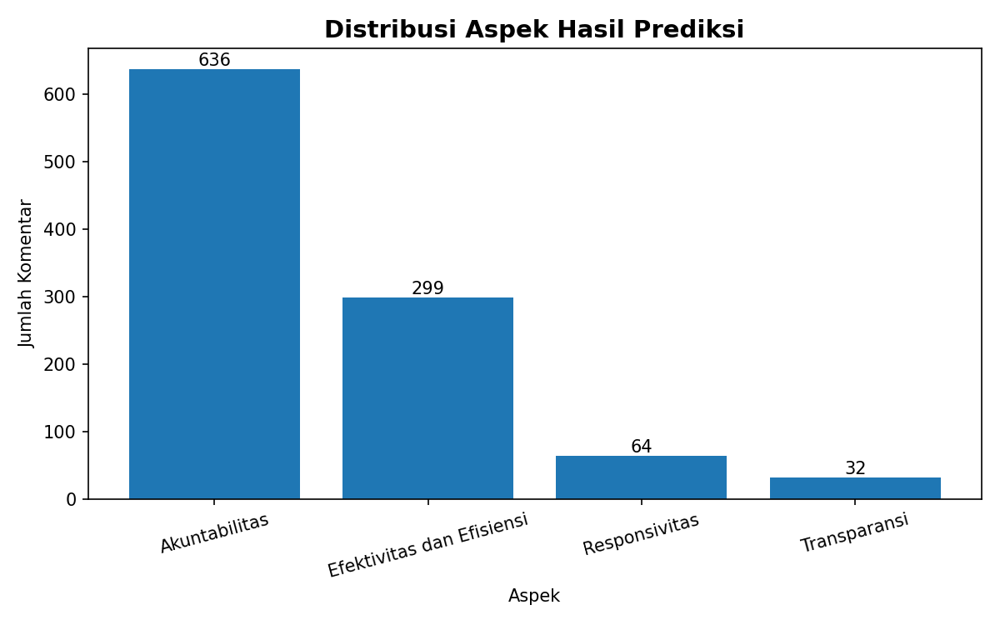 Distribusi Aspek Hasil Prediksi
636
600
500
400
300
200
100
0
299
64
32
Jumlah Komentar
Akuntabilitas
Efektivitas dan Efisiensi
Responsivitas
Transparansi
Aspek